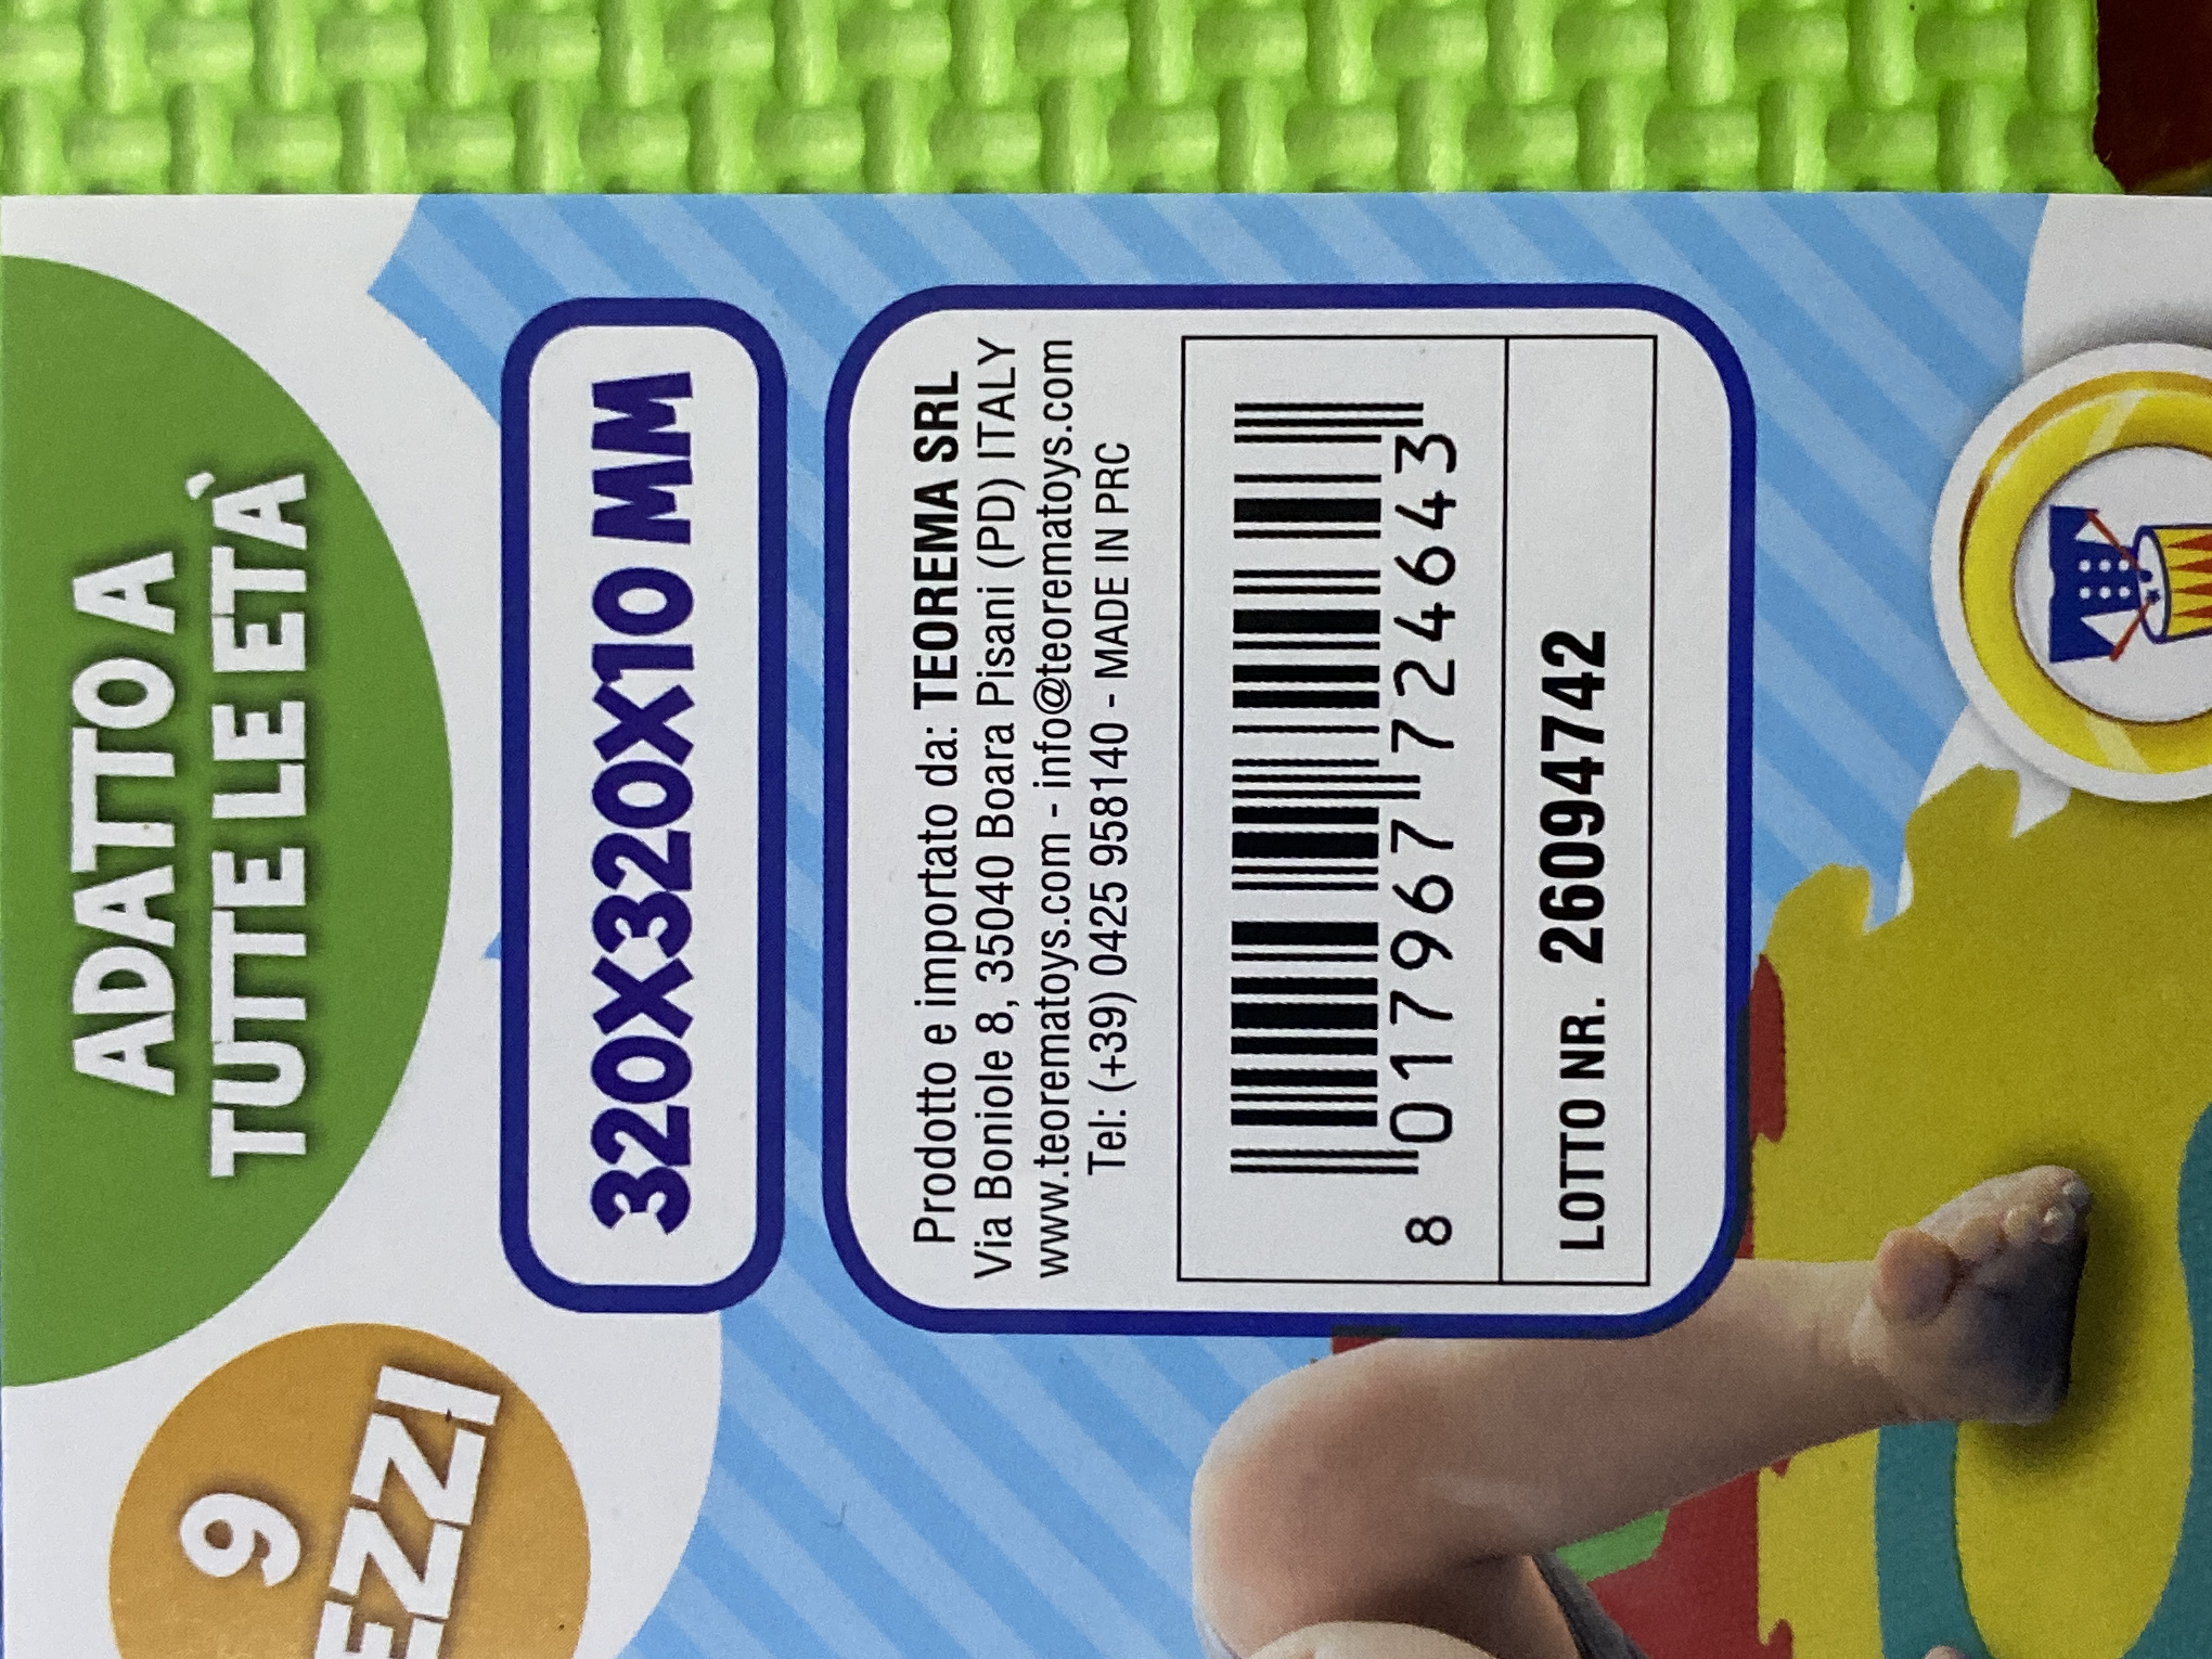 ADATTO A
TUTTE LE ETÀ
9
320X320X10 MM
Prodotto e importato da: TEOREMA SRL
Via Boniole 8, 35040 Boara Pisani (PD) ITALY
www.teorematoys.com - info@teorematoys.com
Tel: (+39) 0425 958140 - MADE IN PRC
8 017967 724643
LOTTO NR. 26094742